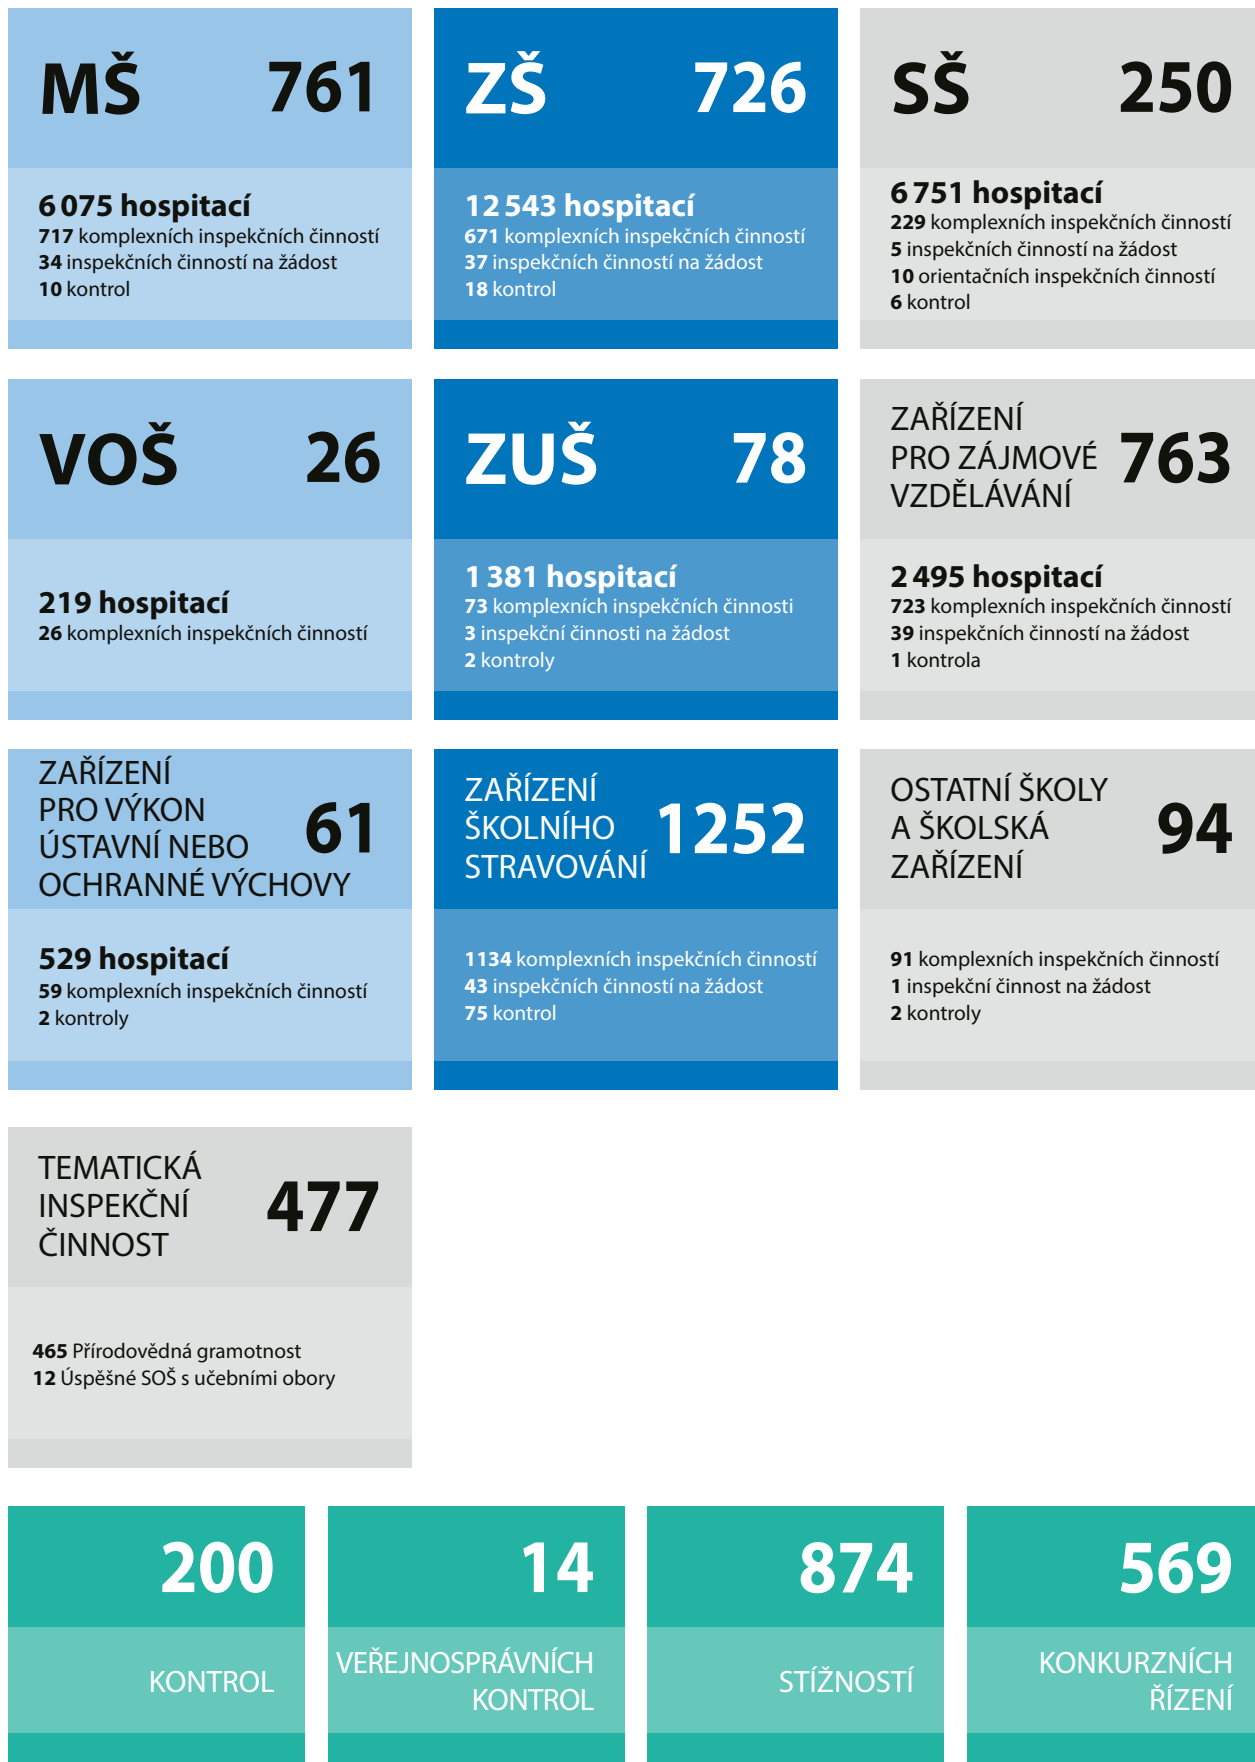 MŠ 761
6 075 hospitací
717 komplexních inspekčních činností
34 inspekčních činností na žádost
10 kontrol
ZŠ 726
12 543 hospitací
671 komplexních inspekčních činností
37 inspekčních činností na žádost
18 kontrol
SŠ 250
6 751 hospitací
229 komplexních inspekčních činností
5 inspekčních činností na žádost
10 orientačních inspekčních činností
6 kontrol
VOŠ 26
219 hospitací
26 komplexních inspekčních činností
ZUŠ 78
1 381 hospitací
73 komplexních inspekčních činnosti
3 inspekční činnosti na žádost
2 kontroly
ZAŘÍZENÍ
PRO ZÁJMOVÉ
VZDĚLÁVÁNÍ
763
2 495 hospitací
723 komplexních inspekčních činností
39 inspekčních činností na žádost
1 kontrola
ZAŘÍZENÍ
PRO VÝKON
ÚSTAVNÍ NEBO
OCHRANNÉ VÝCHOVY
61
529 hospitací
59 komplexních inspekčních činností
2 kontroly
ZAŘÍZENÍ
ŠKOLNÍHO
STRAVOVÁNÍ
1252
1134 komplexních inspekčních činností
43 inspekčních činností na žádost
75 kontrol
OSTATNÍ ŠKOLY
A ŠKOLSKÁ
ZAŘÍZENÍ
94
91 komplexních inspekčních činností
1 inspekční činnost na žádost
2 kontroly
TEMATICKÁ
INSPEKČNÍ
ČINNOST
477
465 Přírodovědná gramotnost
12 Úspěšné SOŠ s učebními obory
200
KONTROL
14
VEŘEJNOSPRÁVNÍCH
KONTROL
874
STÍŽNOSTÍ
569
KONKURZNÍCH
ŘÍZENÍ